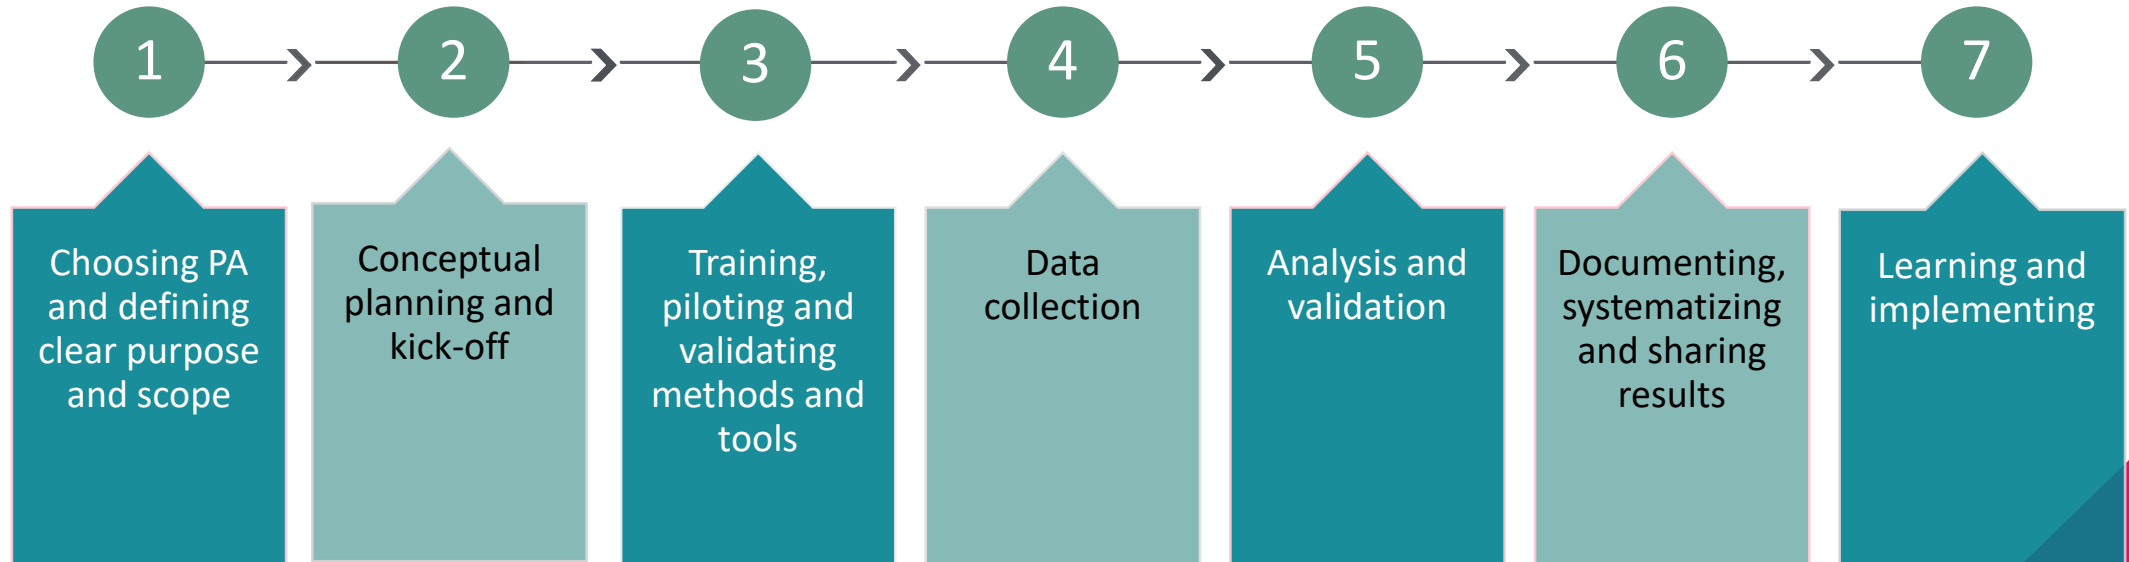 1
2
3
4
5
6
7
Choosing PA
and defining
clear purpose
and scope
Conceptual
planning and
kick-off
Training,
piloting and
validating
methods and
tools
Data
collection
Analysis and
validation
Documenting,
systematizing
and sharing
results
Learning and
implementing